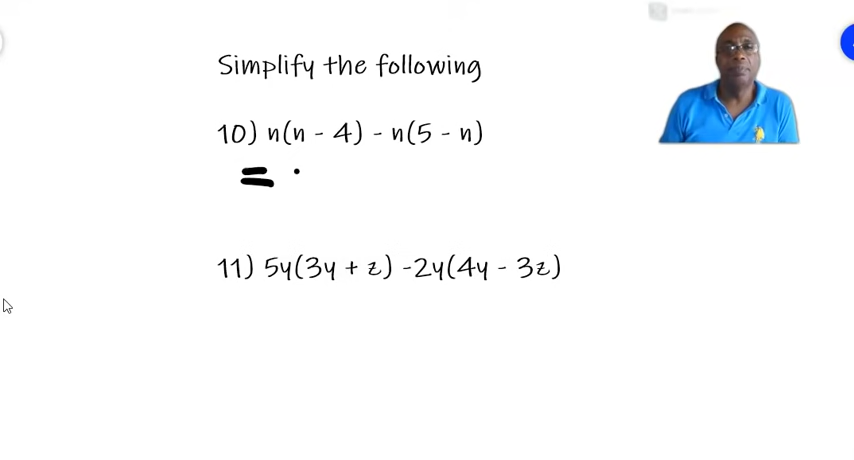 Simplify the following
10) n(n - 4) - n(5 - n)
=
11) 5y(3y + z) -2y(4y - 3z)